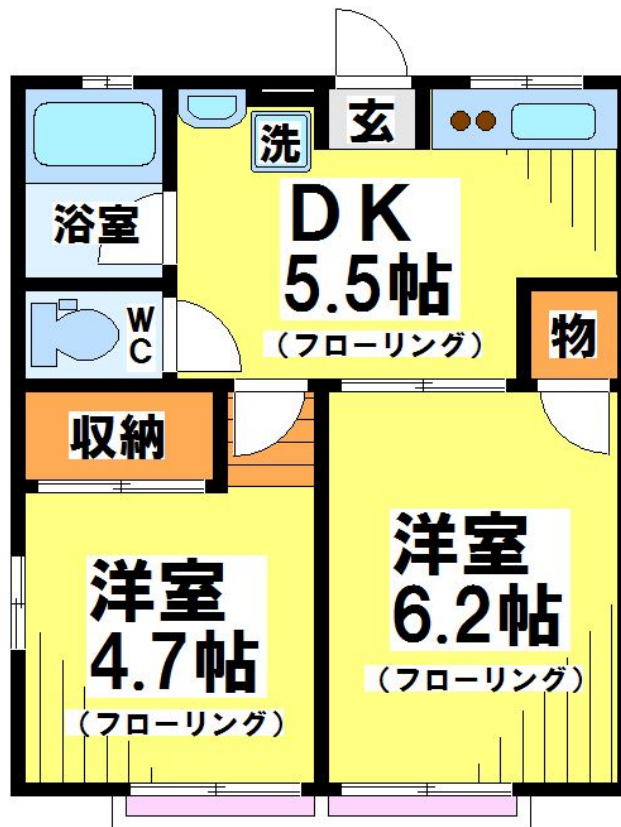 玄
洗
DK
5.5帖
(フローリング)
浴室
WC
物
収納
洋室
4.7帖
(フローリング)
洋室
6.2帖
(フローリング)